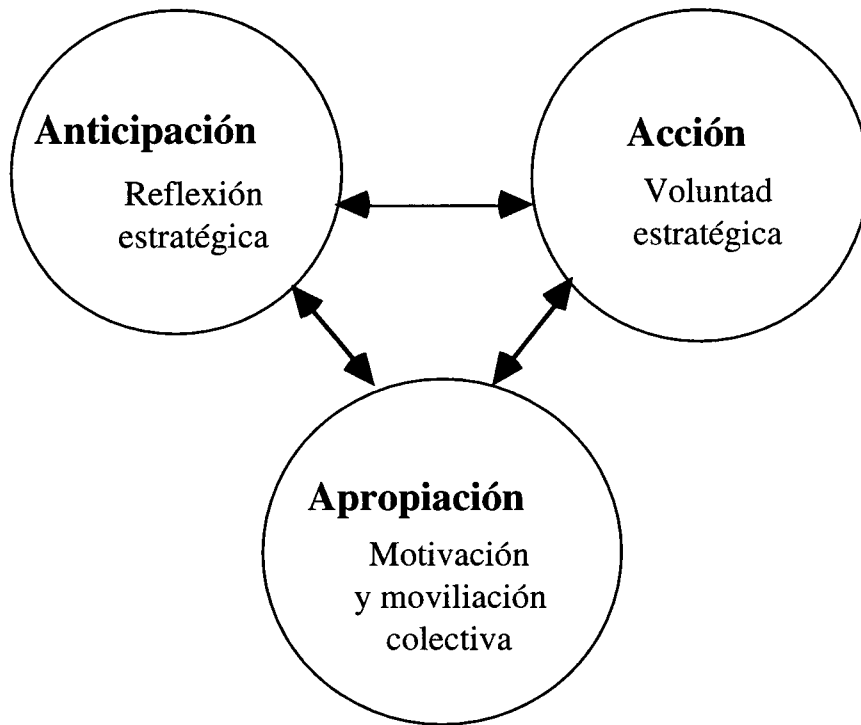 Anticipación
Reflexión
estratégica
Acción
Voluntad
estratégica
Apropiación
Motivación
y moviliación
colectiva